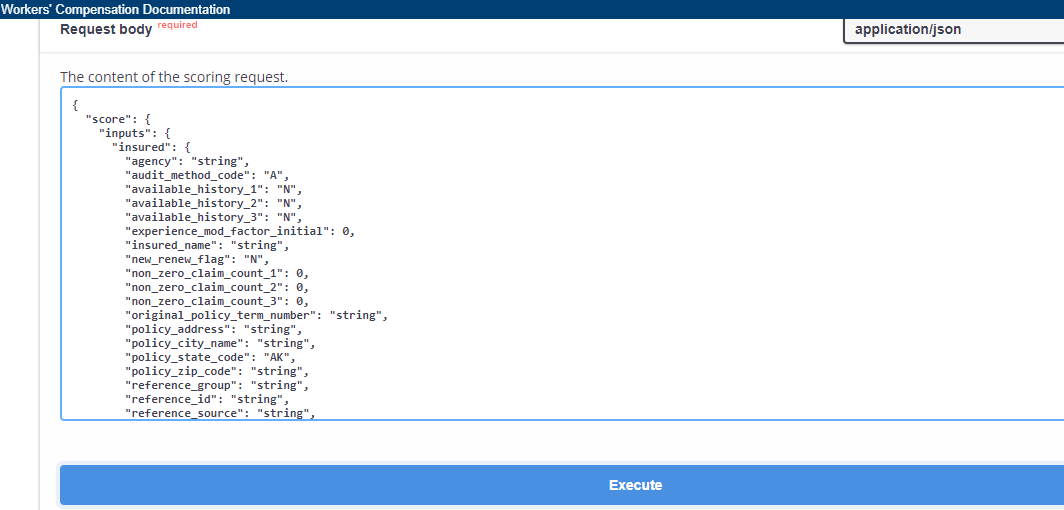 Workers' Compensation Documentation
Request body required
application/json
The content of the scoring request.
{
"score": {
"inputs": {
"insured": {
"agency": "string",
"audit_method_code": "A",
"available_history_1": "N",
"available_history_2": "N",
"available_history_3": "N",
"experience_mod_factor_initial": 0,
"insured_name": "string",
"new_renew_flag": "N",
"non_zero_claim_count_1": 0,
"non_zero_claim_count_2": 0,
"non_zero_claim_count_3": 0,
"original_policy_term_number": "string",
"policy_address": "string",
"policy_city_name": "string",
"policy_state_code": "AK",
"policy_zip_code": "string",
"reference_group": "string",
"reference_id": "string",
"reference_source": "string",
Execute